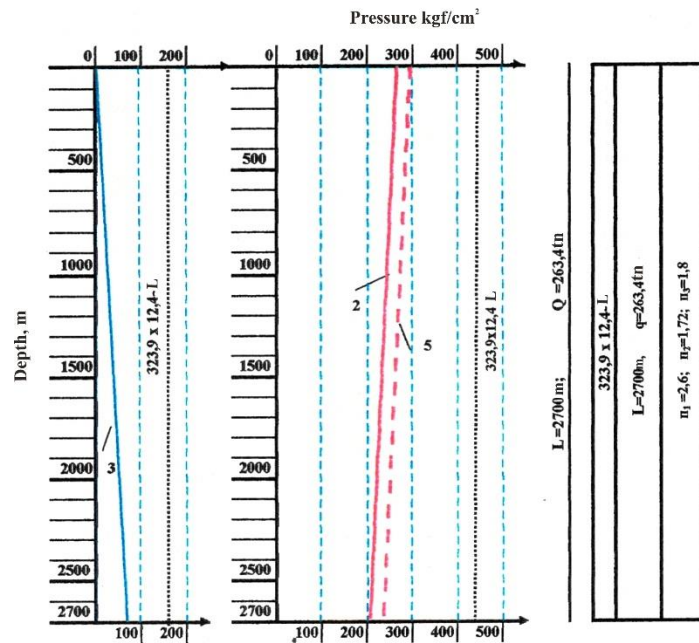 Pressure kgf/cm²
0 100 200
0 100 200 300 400 500
Depth, m
500
1000
1500
2000
2500
2700
323,9 x 12,4-L
3
500
1000
1500
2000
2500
2700
2
5
323,9x12,4 L
100 200
100 200 300 400 500
L=2700m; Q =263,4tn
323,9 x 12,4-L
L=2700m, q=263,4tn
n₁ =2,6; n₂=1,72; n₃=1,8